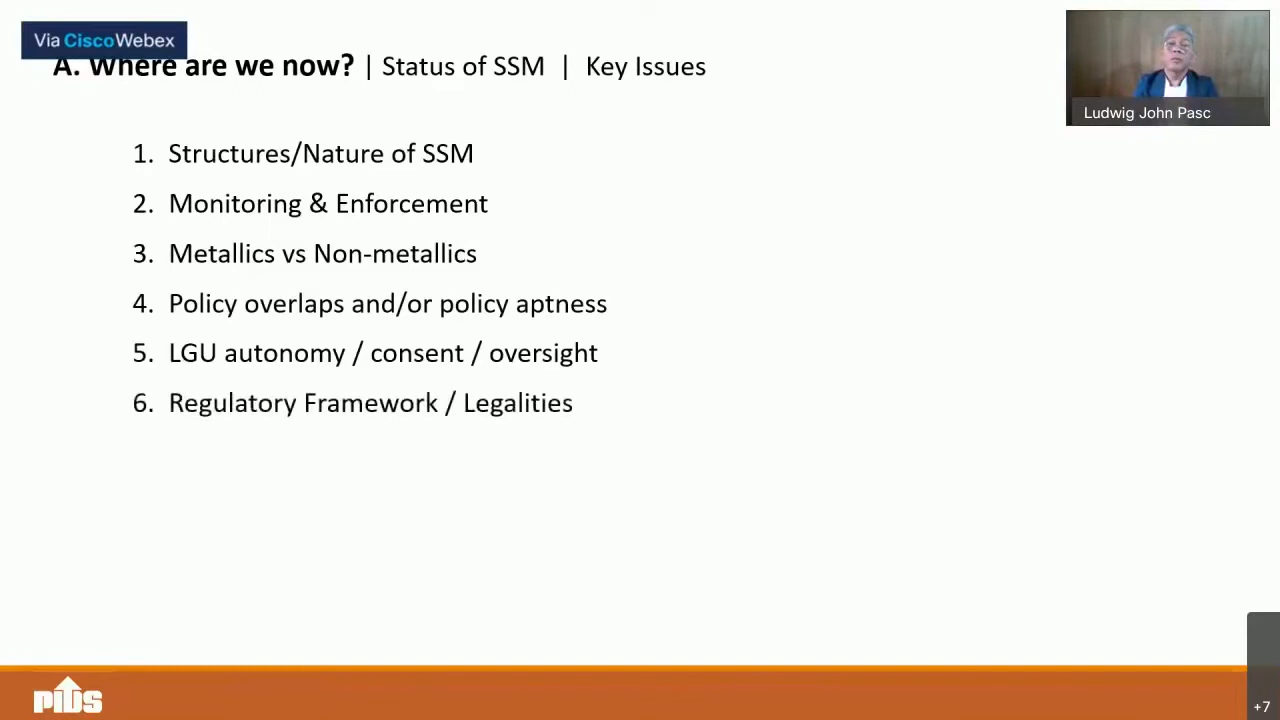 Via CiscoWebex
A. Where are we now? | Status of SSM | Key Issues
Ludwig John Pasc
1. Structures/Nature of SSM
2. Monitoring & Enforcement
3. Metallics vs Non-metallics
4. Policy overlaps and/or policy aptness
5. LGU autonomy / consent / oversight
6. Regulatory Framework / Legalities
PIDS
+7